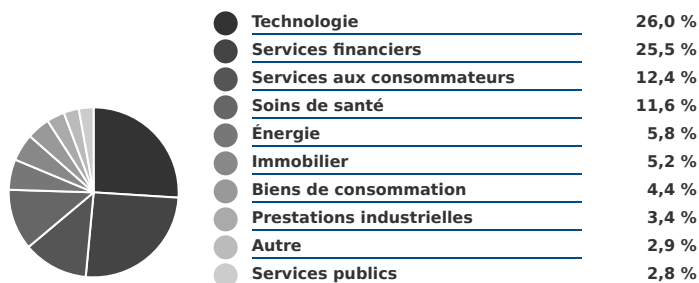 Technologie 26,0 %
Services financiers 25,5 %
Services aux consommateurs 12,4 %
Soins de santé 11,6 %
Énergie 5,8 %
Immobilier 5,2 %
Biens de consommation 4,4 %
Prestations industrielles 3,4 %
Autre 2,9 %
Services publics 2,8 %